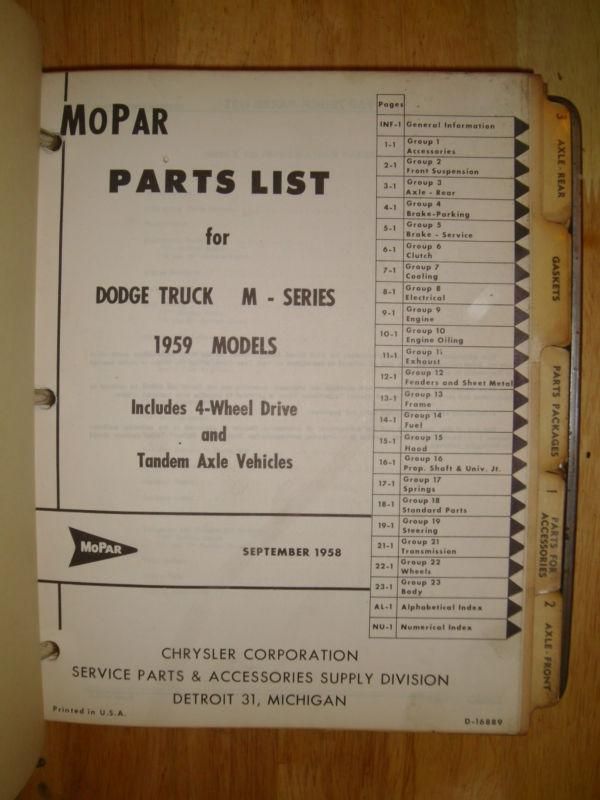 MOPAR
PARTS LIST
for
DODGE TRUCK M - SERIES
1959 MODELS
Includes 4-Wheel Drive
and
Tandem Axle Vehicles
MOPAR
SEPTEMBER 1958
CHRYSLER CORPORATION
SERVICE PARTS & ACCESSORIES SUPPLY DIVISION
DETROIT 31, MICHIGAN
Printed in U.S.A.
D-16889
Pages
INF-1 General Information
1-1 Group 1
Accessories
2-1 Group 2
Front Suspension
3-1 Group 3
Axle - Rear
4-1 Group 4
Brake-Parking
5-1 Group 5
Brake - Service
6-1 Group 6
Clutch
7-1 Group 7
Cooling
8-1 Group 8
Electrical
9-1 Group 9
Engine
10-1 Group 10
Engine Oiling
11-1 Group 11
Exhaust
12-1 Group 12
Fenders and Sheet Metal
13-1 Group 13
Frame
14-1 Group 14
Fuel
15-1 Group 15
Hood
16-1 Group 16
Prop. Shaft & Univ. Jt.
17-1 Group 17
Springs
18-1 Group 18
Standard Parts
19-1 Group 19
Steering
21-1 Group 21
Transmission
22-1 Group 22
Wheels
23-1 Group 23
Body
AL-1 Alphabetical Index
NU-1 Numerical Index
3 AXLE - REAR
GASKETS
PARTS PACKAGES
1 PARTS FOR
ACCESSORIES
2 AXLE-FRONT